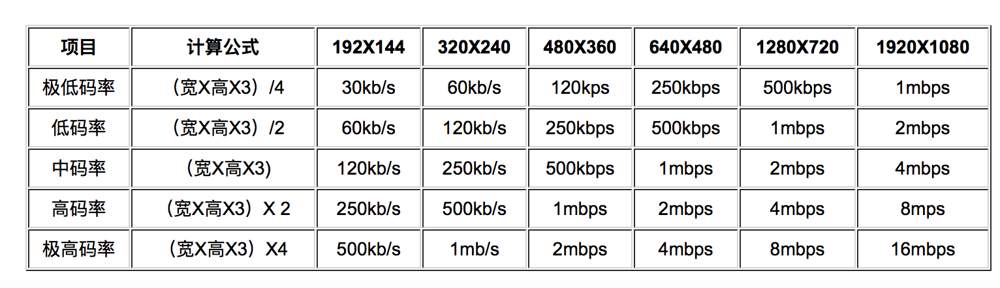 项目 计算公式 192X144 320X240 480X360 640X480 1280X720 1920X1080
极低码率 （宽X高X3）/4 30kb/s 60kb/s 120kps 250kbps 500kbps 1mbps
低码率 （宽X高X3）/2 60kb/s 120kb/s 250kbps 500kbps 1mbps 2mbps
中码率 （宽X高X3) 120kb/s 250kb/s 500kbps 1mbps 2mbps 4mbps
高码率 （宽X高X3）X 2 250kb/s 500kb/s 1mbps 2mbps 4mbps 8mps
极高码率 （宽X高X3）X4 500kb/s 1mb/s 2mbps 4mbps 8mbps 16mbps